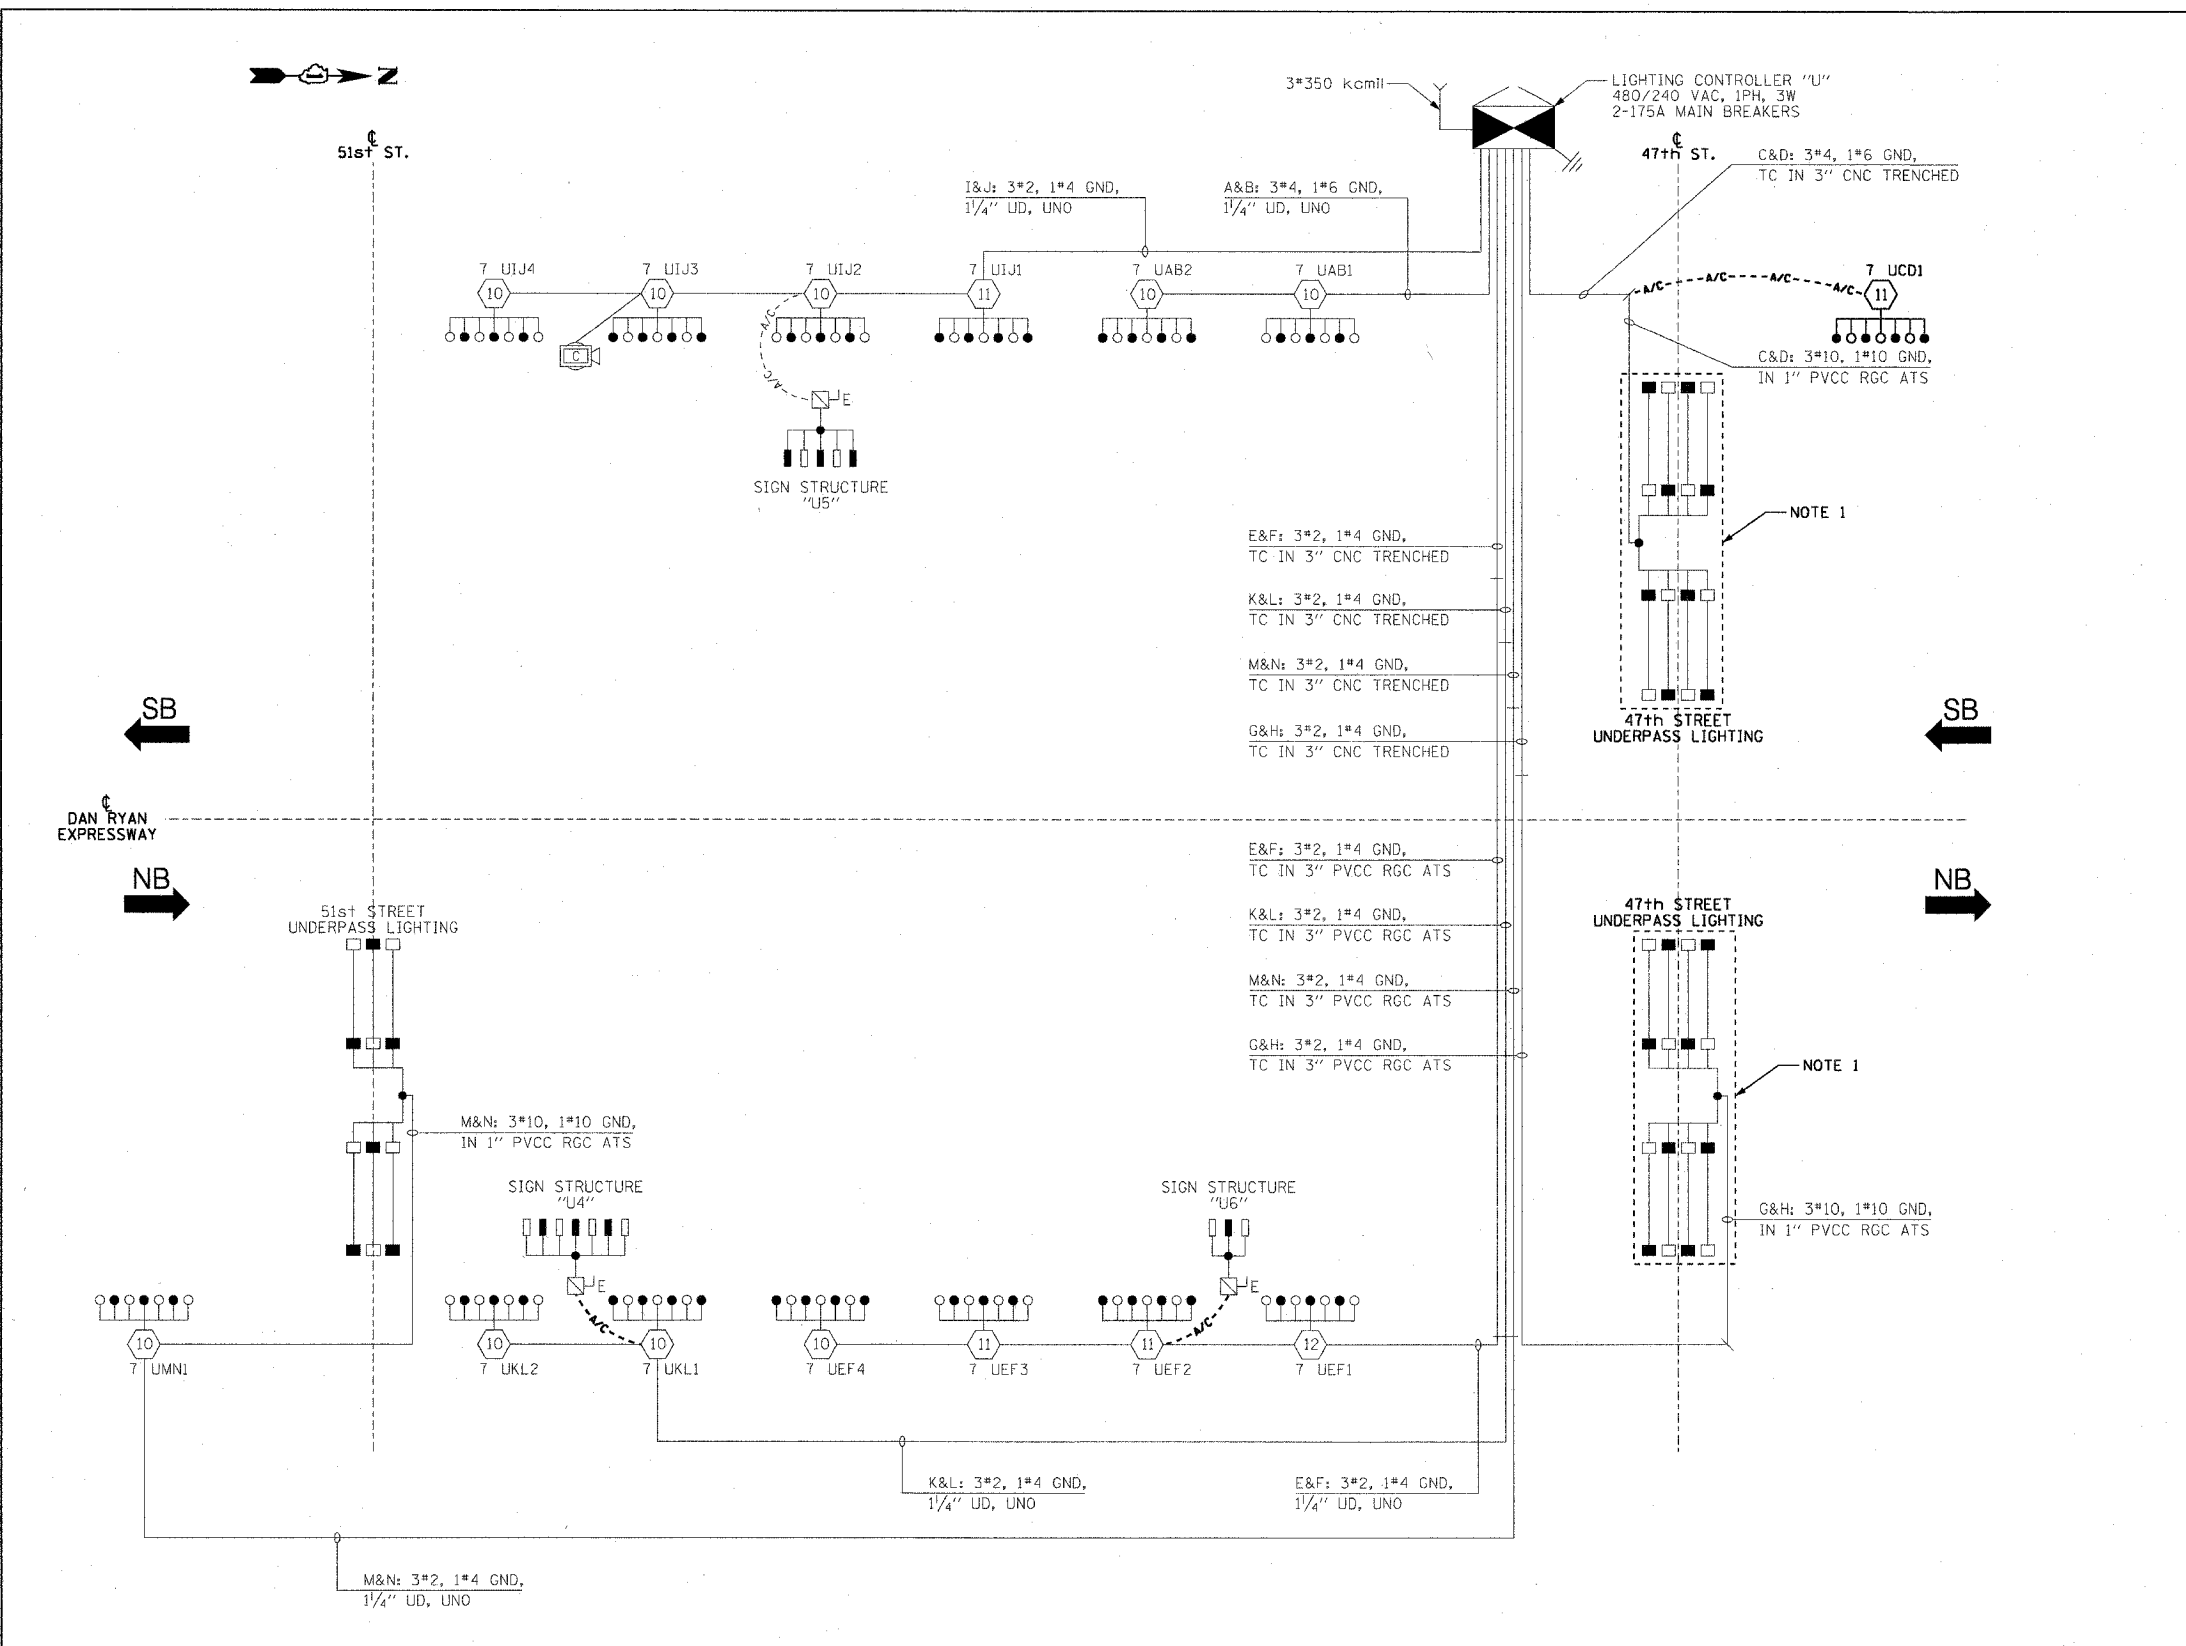 N
3#350 kcmil
LIGHTING CONTROLLER "U"
480/240 VAC, 1PH, 3W
2-175A MAIN BREAKERS
℄
51st ST.
℄
47th ST.
C&D: 3#4, 1#6 GND,
TC IN 3" CNC TRENCHED
I&J: 3#2, 1#4 GND,
1 1/4" UD, UNO
A&B: 3#4, 1#6 GND,
1 1/4" UD, UNO
7 UIJ4
10
7 UIJ3
10
7 UIJ2
10
7 UIJ1
11
7 UAB2
10
7 UAB1
10
A/C A/C A/C A/C
7 UCD1
11
A/C
A/C
C
E
C&D: 3#10, 1#10 GND,
IN 1" PVCC RGC ATS
SIGN STRUCTURE
"U5"
NOTE 1
E&F: 3#2, 1#4 GND,
TC IN 3" CNC TRENCHED
K&L: 3#2, 1#4 GND,
TC IN 3" CNC TRENCHED
M&N: 3#2, 1#4 GND,
TC IN 3" CNC TRENCHED
G&H: 3#2, 1#4 GND,
TC IN 3" CNC TRENCHED
SB
47th STREET
UNDERPASS LIGHTING
SB
℄
DAN RYAN
EXPRESSWAY
NB
E&F: 3#2, 1#4 GND,
TC IN 3" PVCC RGC ATS
K&L: 3#2, 1#4 GND,
TC IN 3" PVCC RGC ATS
M&N: 3#2, 1#4 GND,
TC IN 3" PVCC RGC ATS
G&H: 3#2, 1#4 GND,
TC IN 3" PVCC RGC ATS
51st STREET
UNDERPASS LIGHTING
47th STREET
UNDERPASS LIGHTING
NB
NOTE 1
M&N: 3#10, 1#10 GND,
IN 1" PVCC RGC ATS
SIGN STRUCTURE
"U4"
E
A/C
SIGN STRUCTURE
"U6"
E
A/C
G&H: 3#10, 1#10 GND,
IN 1" PVCC RGC ATS
10
7 UMN1
10
7 UKL2
10
7 UKL1
10
7 UEF4
11
7 UEF3
11
7 UEF2
12
7 UEF1
K&L: 3#2, 1#4 GND,
1 1/4" UD, UNO
E&F: 3#2, 1#4 GND,
1 1/4" UD, UNO
M&N: 3#2, 1#4 GND,
1 1/4" UD, UNO